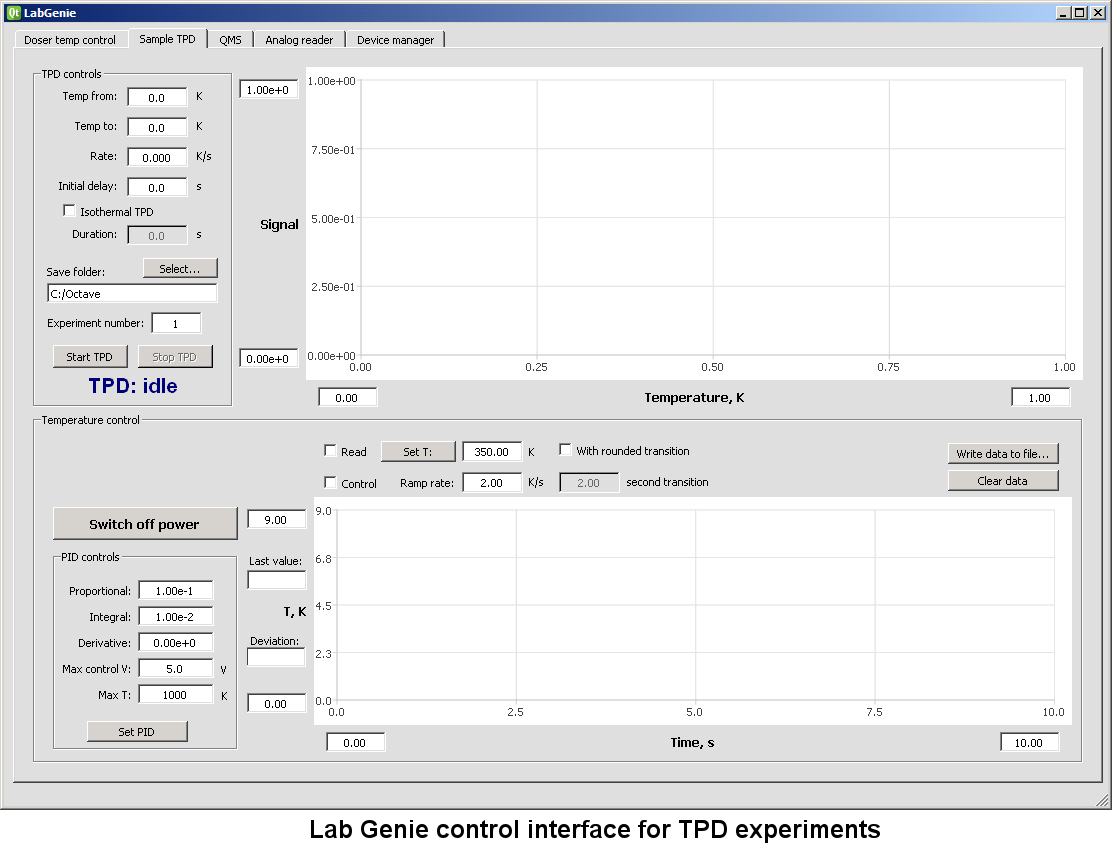 LabGenie
Doser temp control Sample TPD QMS Analog reader Device manager
TPD controls
Temp from: 0.0 K
Temp to: 0.0 K
Rate: 0.000 K/s
Initial delay: 0.0 s
Isothermal TPD
Duration: 0.0 s
Save folder: Select...
C:/Octave
Experiment number: 1
Start TPD Stop TPD
TPD: idle
1.00e+0
Signal
0.00e+0
1.00e+00
7.50e-01
5.00e-01
2.50e-01
0.00e+00
0.00 0.25 0.50 0.75 1.00
0.00 Temperature, K 1.00
Temperature control
Read Set T: 350.00 K With rounded transition Write data to file...
Control Ramp rate: 2.00 K/s 2.00 second transition Clear data
Switch off power
PID controls
Proportional: 1.00e-1
Integral: 1.00e-2
Derivative: 0.00e+0
Max control V: 5.0 V
Max T: 1000 K
Set PID
9.00
Last value:
T, K
Deviation:
0.00
9.0
6.8
4.5
2.3
0.0
0.0 2.5 5.0 7.5 10.0
0.00 Time, s 10.00
Lab Genie control interface for TPD experiments